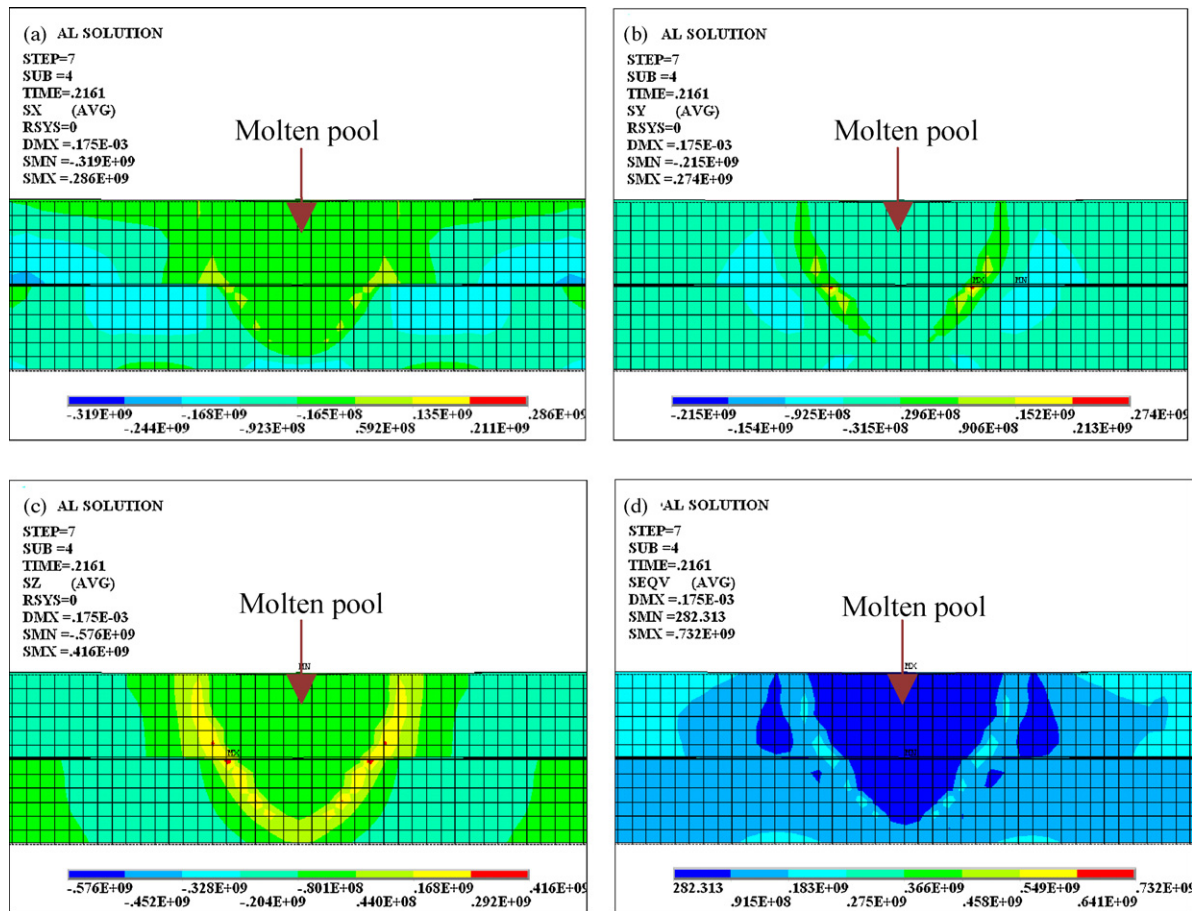 (a) AL SOLUTION
STEP=7
SUB =4
TIME=.2161
SX (AVG)
RSYS=0
DMX =.175E-03
SMN =-.319E+09
SMX =.286E+09
Molten pool
-.319E+09 -.168E+09 -.165E+08 .135E+09 .286E+0
-.244E+09 -.923E+08 .592E+08 .211E+09
(b) AL SOLUTION
STEP=7
SUB =4
TIME=.2161
SY (AVG)
RSYS=0
DMX =.175E-03
SMN =-.215E+09
SMX =.274E+09
Molten pool
MX MN
-.215E+09 -.925E+08 .296E+08 .152E+09 .274E+09
-.154E+09 -.315E+08 .906E+08 .213E+09
(c) AL SOLUTION
STEP=7
SUB =4
TIME=.2161
SZ (AVG)
RSYS=0
DMX =.175E-03
SMN =-.576E+09
SMX =.416E+09
Molten pool
MN
MX
-.576E+09 -.328E+09 -.801E+08 .168E+09 .416E+09
-.452E+09 -.204E+09 .440E+08 .292E+09
(d) AL SOLUTION
STEP=7
SUB =4
TIME=.2161
SEQV (AVG)
DMX =.175E-03
SMN =282.313
SMX =.732E+09
Molten pool
MX
282.313 .183E+09 .366E+09 .549E+09 .732E+09
.915E+08 .275E+09 .458E+09 .641E+09